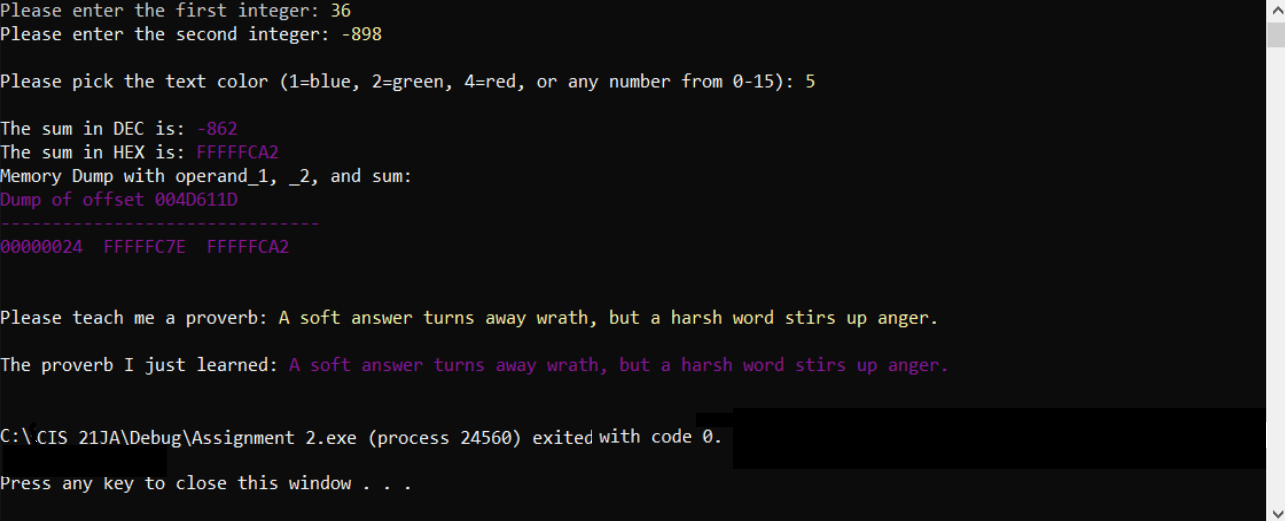 Please enter the first integer: 36
Please enter the second integer: -898
Please pick the text color (1=blue, 2=green, 4=red, or any number from 0-15): 5
The sum in DEC is: -862
The sum in HEX is: FFFFFCA2
Memory Dump with operand_1, _2, and sum:
Dump of offset 004D611D
-------------------------------
00000024  FFFFFC7E  FFFFFCA2
Please teach me a proverb: A soft answer turns away wrath, but a harsh word stirs up anger.
The proverb I just learned: A soft answer turns away wrath, but a harsh word stirs up anger.
C:\CIS 21JA\Debug\Assignment 2.exe (process 24560) exited with code 0.
Press any key to close this window . . .